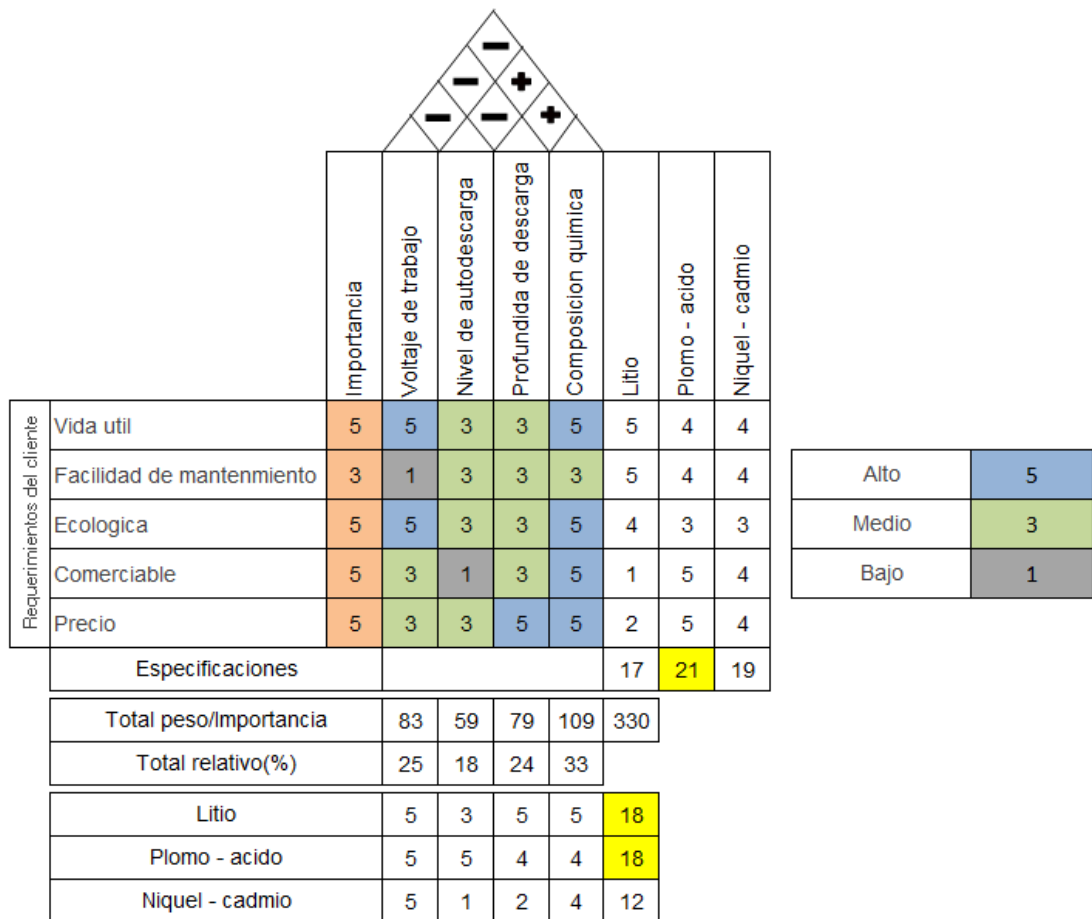 − 
− +
− − +
Importancia Voltaje de trabajo Nivel de autodescarga Profundida de descarga Composicion quimica Litio Plomo - acido Niquel - cadmio
Requerimientos del cliente
Vida util 5 5 3 3 5 5 4 4
Facilidad de mantenmiento 3 1 3 3 3 5 4 4
Ecologica 5 5 3 3 5 4 3 3
Comerciable 5 3 1 3 5 1 5 4
Precio 5 3 3 5 5 2 5 4
Especificaciones 17 21 19
Alto 5
Medio 3
Bajo 1
Total peso/Importancia 83 59 79 109 330
Total relativo(%) 25 18 24 33
Litio 5 3 5 5 18
Plomo - acido 5 5 4 4 18
Niquel - cadmio 5 1 2 4 12